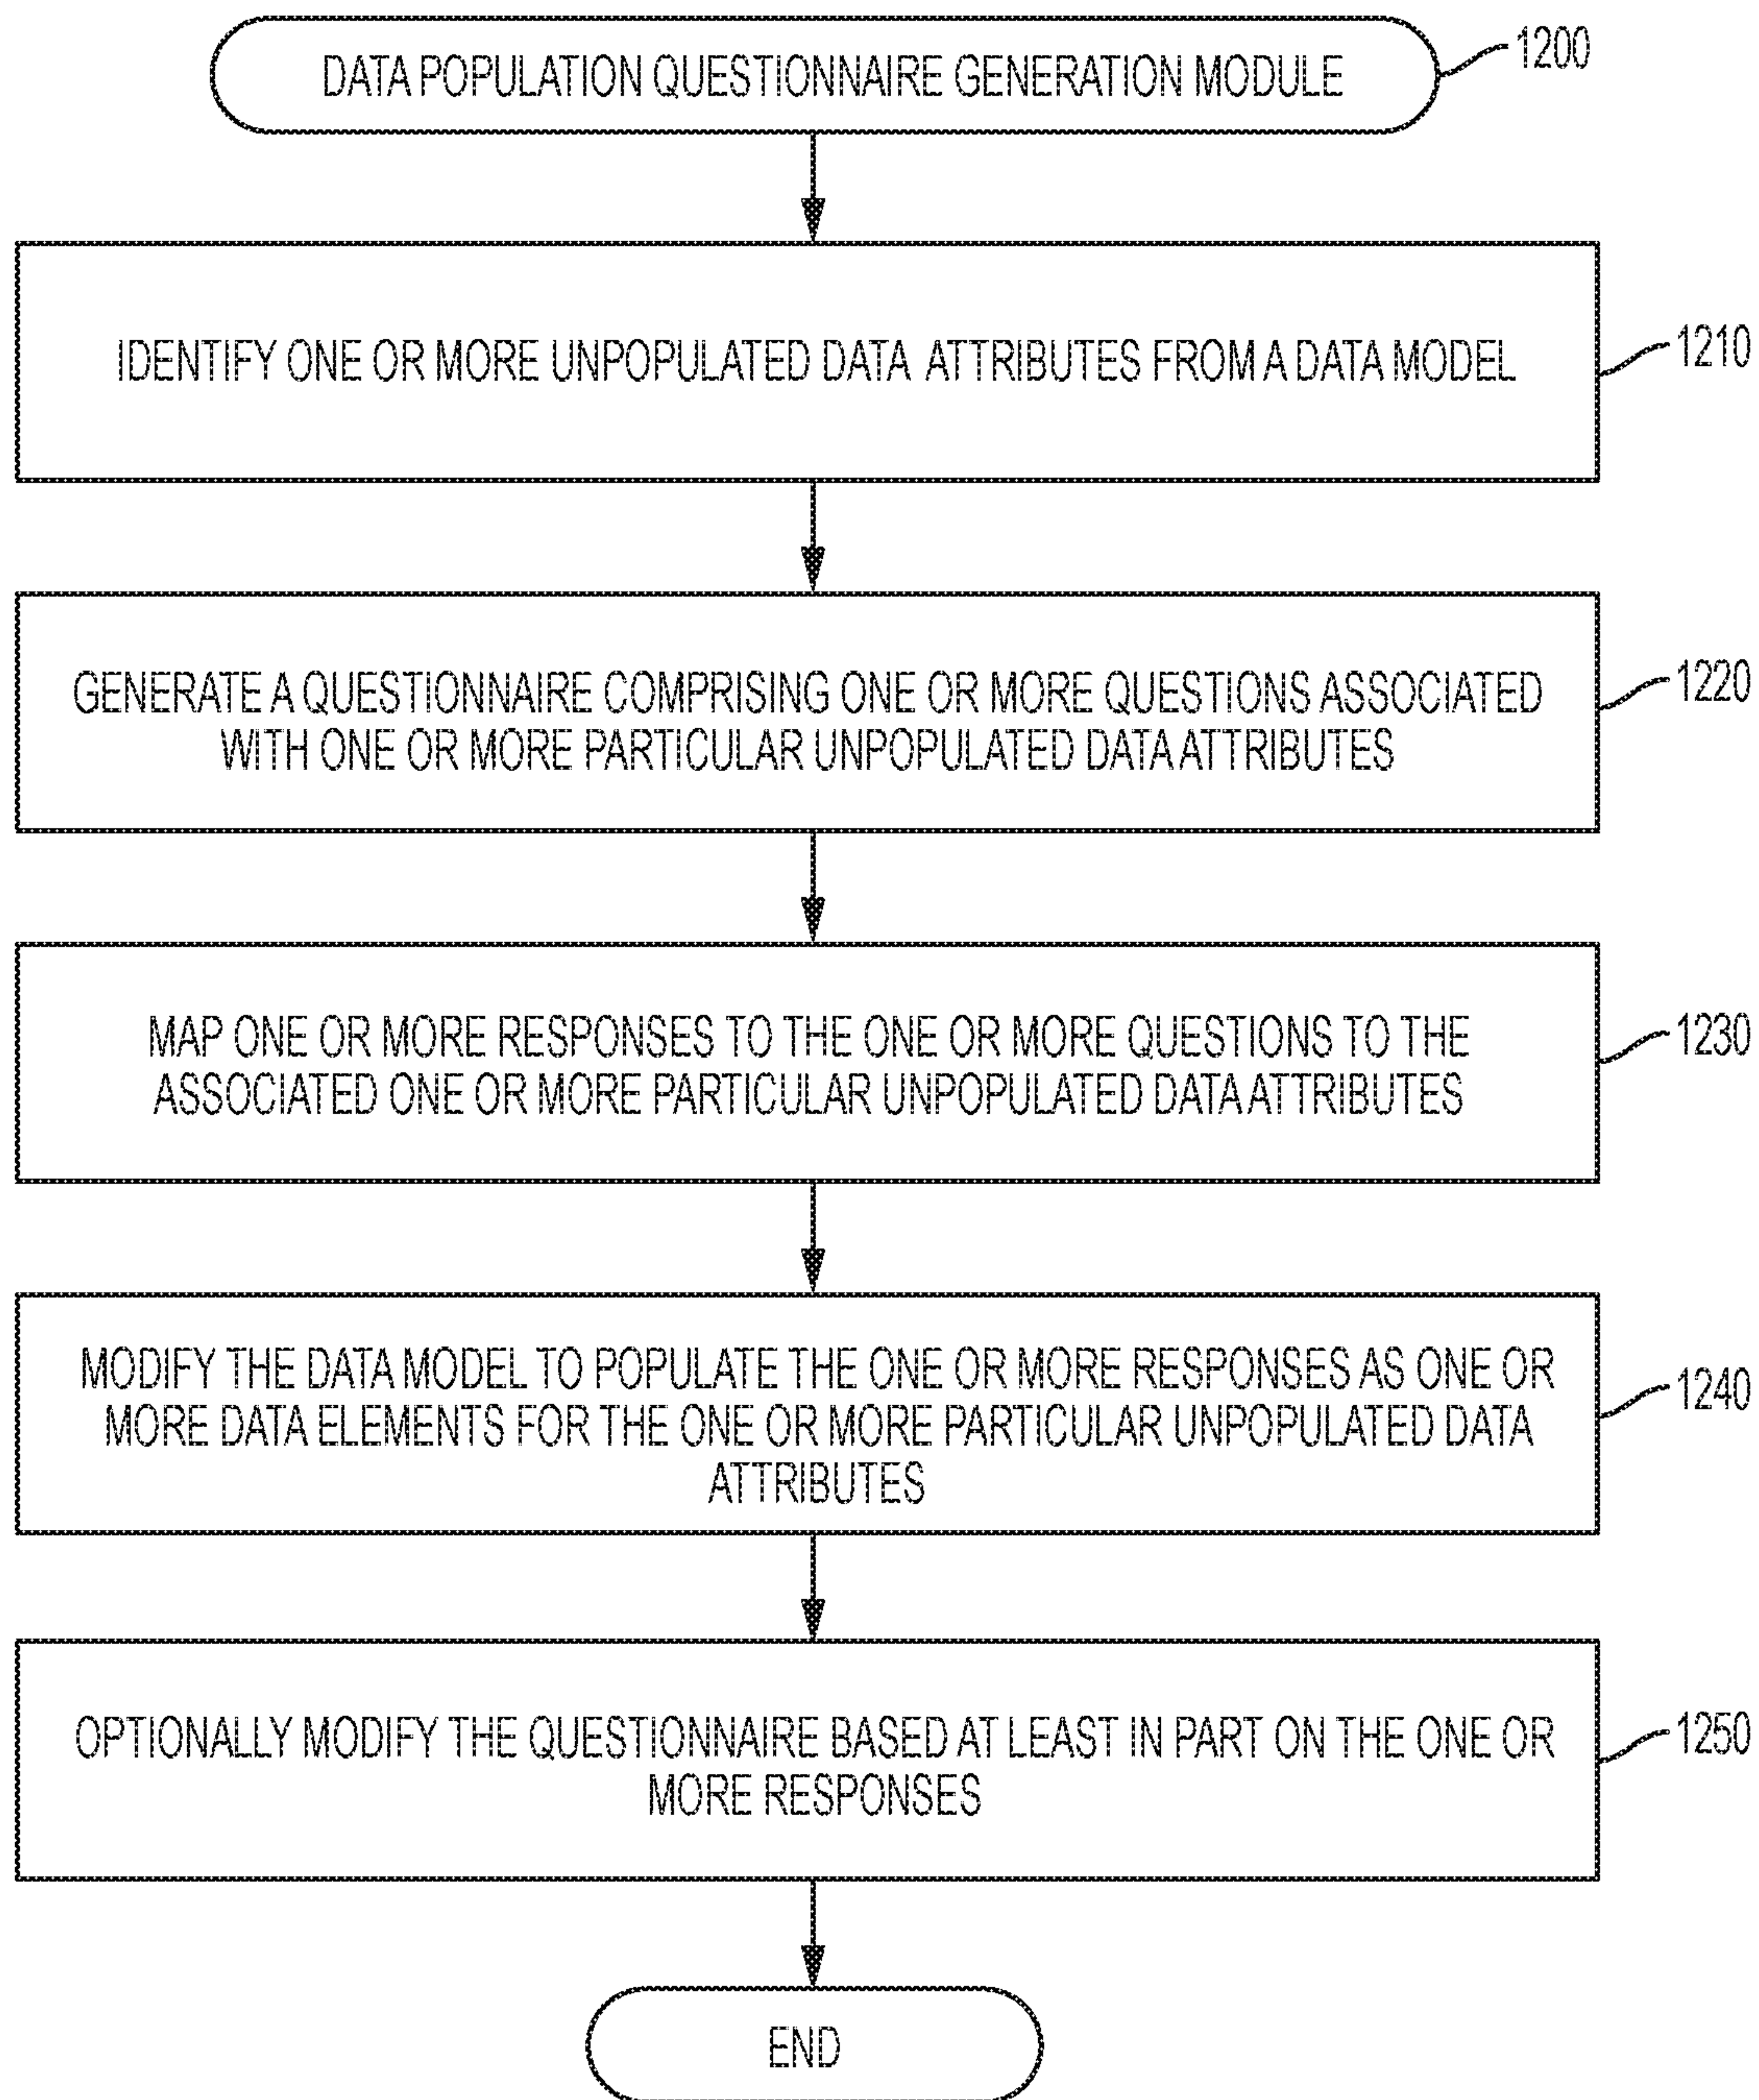 DATA POPULATION QUESTIONNAIRE GENERATION MODULE
1200
IDENTIFY ONE OR MORE UNPOPULATED DATA ATTRIBUTES FROM A DATA MODEL
1210
GENERATE A QUESTIONNAIRE COMPRISING ONE OR MORE QUESTIONS ASSOCIATED
WITH ONE OR MORE PARTICULAR UNPOPULATED DATA ATTRIBUTES
1220
MAP ONE OR MORE RESPONSES TO THE ONE OR MORE QUESTIONS TO THE
ASSOCIATED ONE OR MORE PARTICULAR UNPOPULATED DATA ATTRIBUTES
1230
MODIFY THE DATA MODEL TO POPULATE THE ONE OR MORE RESPONSES AS ONE OR
MORE DATA ELEMENTS FOR THE ONE OR MORE PARTICULAR UNPOPULATED DATA
ATTRIBUTES
1240
OPTIONALLY MODIFY THE QUESTIONNAIRE BASED AT LEAST IN PART ON THE ONE OR
MORE RESPONSES
1250
END